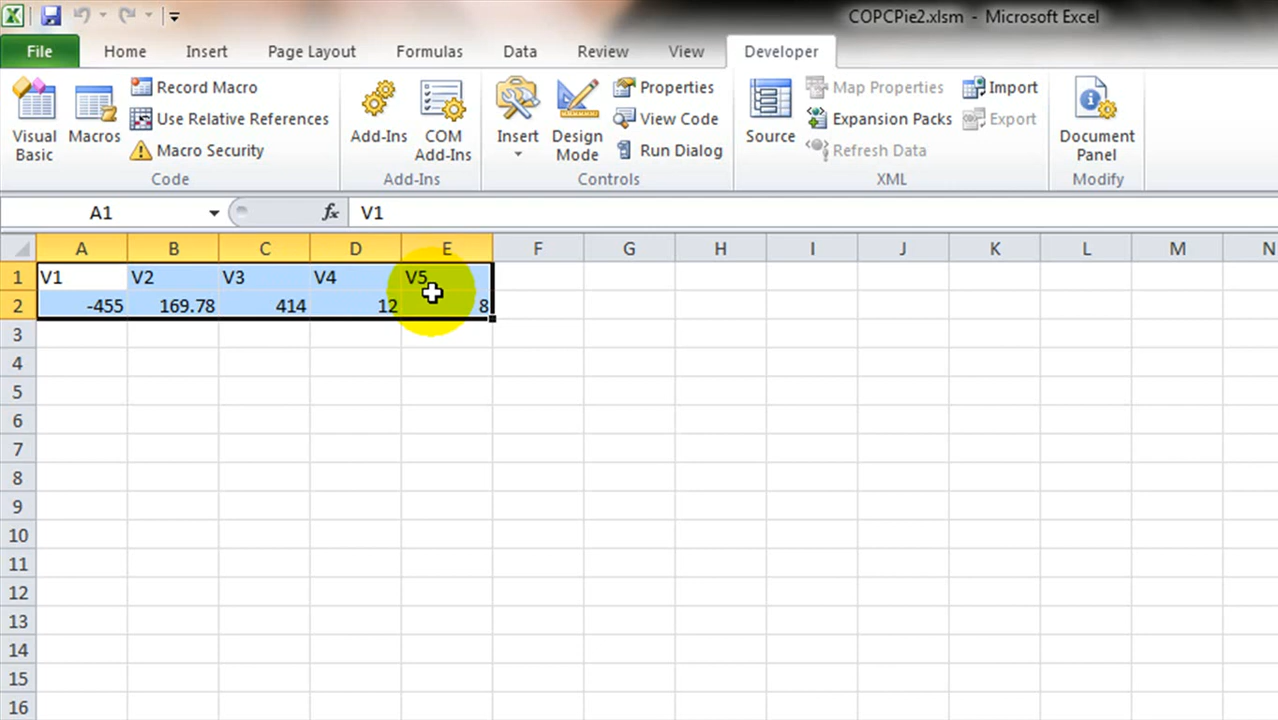 COPCPie2.xlsm - Microsoft Excel
File Home Insert Page Layout Formulas Data Review View Developer
Visual Basic
Macros
Record Macro
Use Relative References
Macro Security
Code
Add-Ins
COM Add-Ins
Add-Ins
Insert
Design Mode
Properties
View Code
Run Dialog
Controls
Source
Map Properties
Expansion Packs
Refresh Data
Import
Export
XML
Document Panel
Modify
A1 fx V1
A B C D E F G H I J K L M N
1 V1 V2 V3 V4 V5
2 -455 169.78 414 12 8
3
4
5
6
7
8
9
10
11
12
13
14
15
16